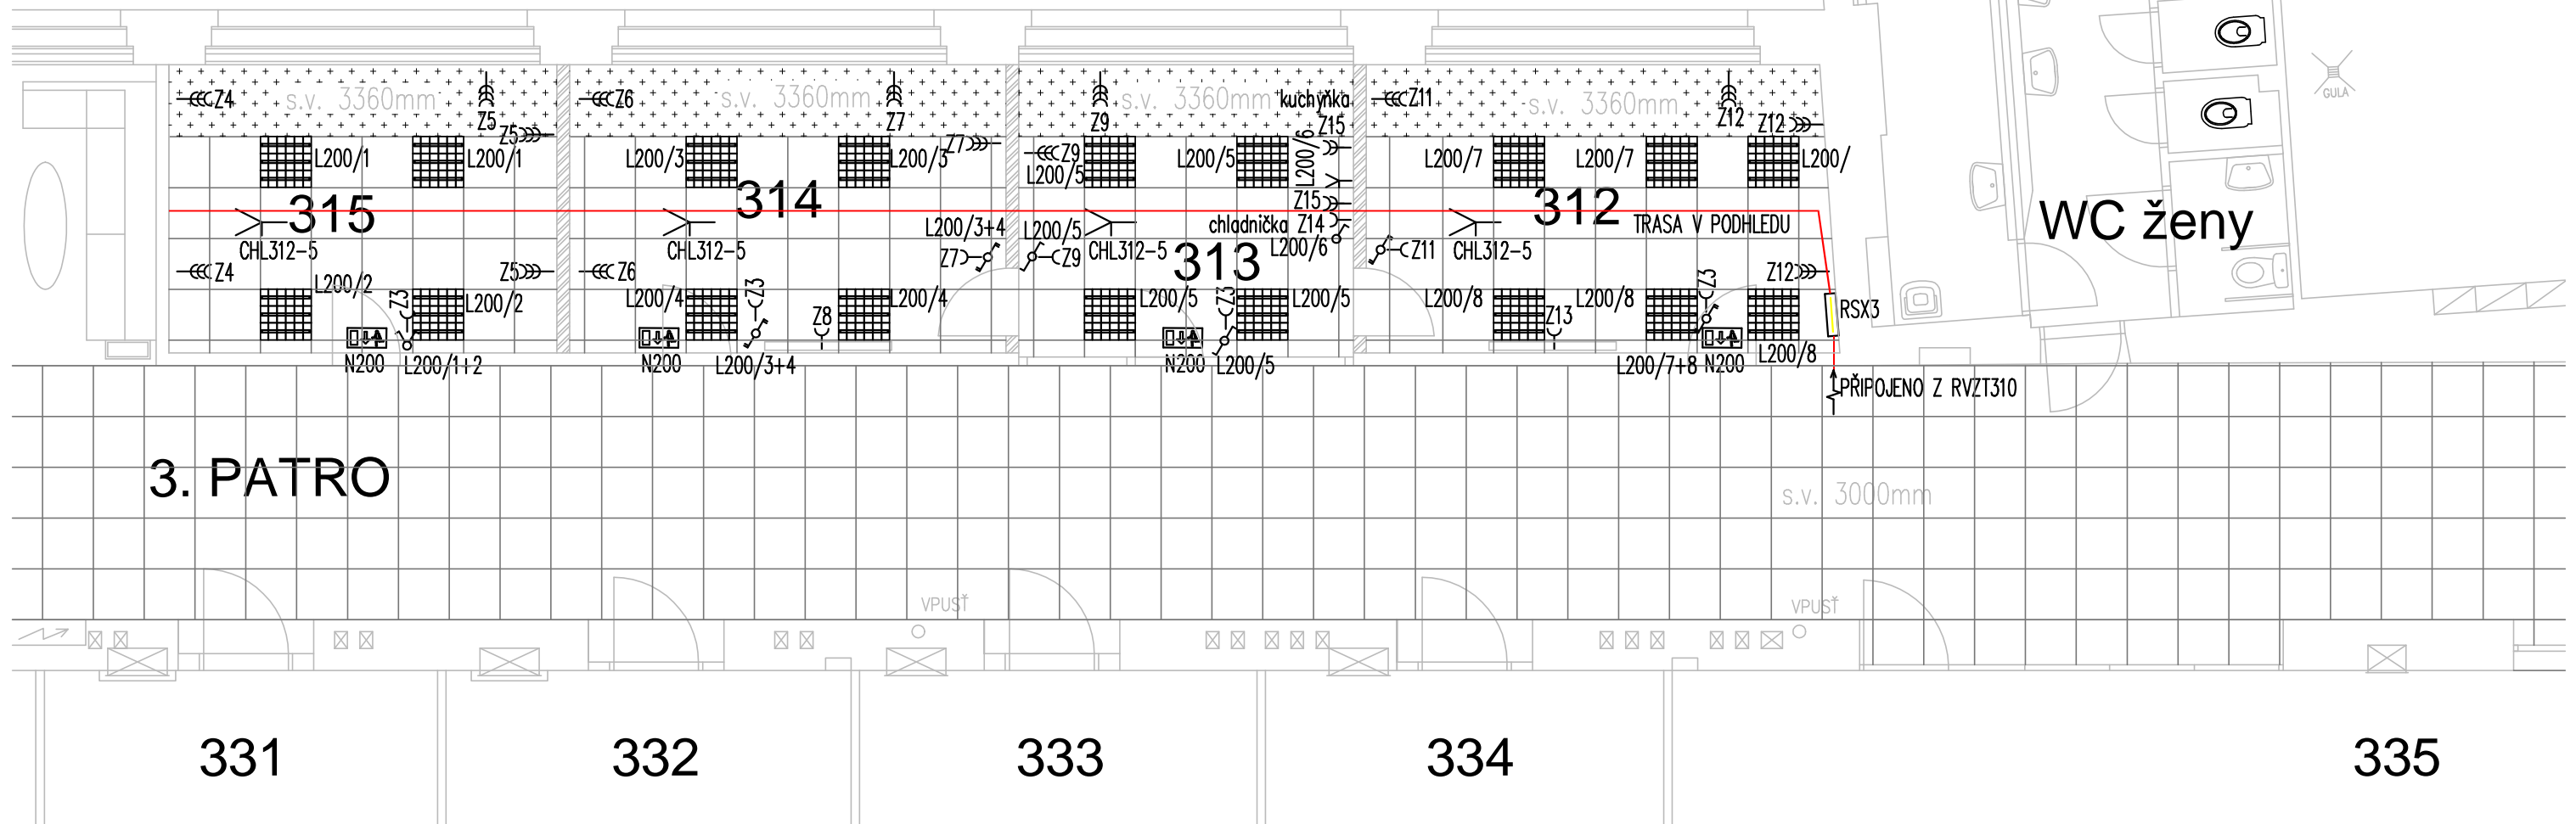 s.v. 3360mm
s.v. 3360mm
s.v. 3360mm
s.v. 3360mm
Z4
Z5
Z5
Z6
Z7
Z7
Z9
Z9
kuchyňka
Z15
Z11
Z12
Z12
GULA
L200/1
L200/1
L200/3
L200/3
L200/5
L200/5
L200/6
L200/7
L200/7
L200/
315
314
312
WC ženy
Z15
chladnička
Z14
TRASA V PODHLEDU
L200/3+4
L200/5
L200/6
CHL312-5
CHL312-5
CHL312-5
CHL312-5
313
Z7
Z9
Z11
Z4
L200/2
Z5
Z6
Z3
Z3
Z3
Z3
Z12
L200/2
L200/4
L200/4
L200/5
L200/5
L200/8
L200/8
RSX3
Z8
Z13
N200
L200/1+2
N200
L200/3+4
N200
L200/5
L200/7+8
N200
L200/8
PŘIPOJENO Z RVZT310
3. PATRO
s.v. 3000mm
VPUSŤ
VPUSŤ
331
332
333
334
335